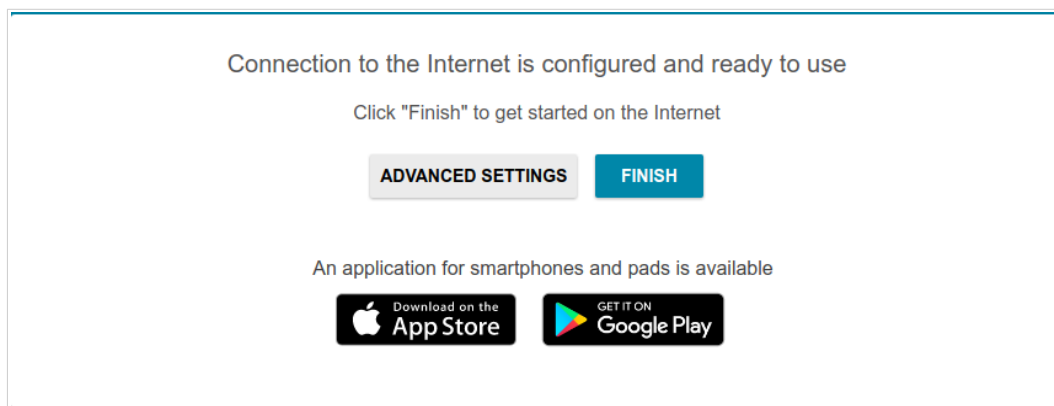 Connection to the Internet is configured and ready to use
Click "Finish" to get started on the Internet
ADVANCED SETTINGS
FINISH
An application for smartphones and pads is available
Download on the
App Store
GET IT ON
Google Play